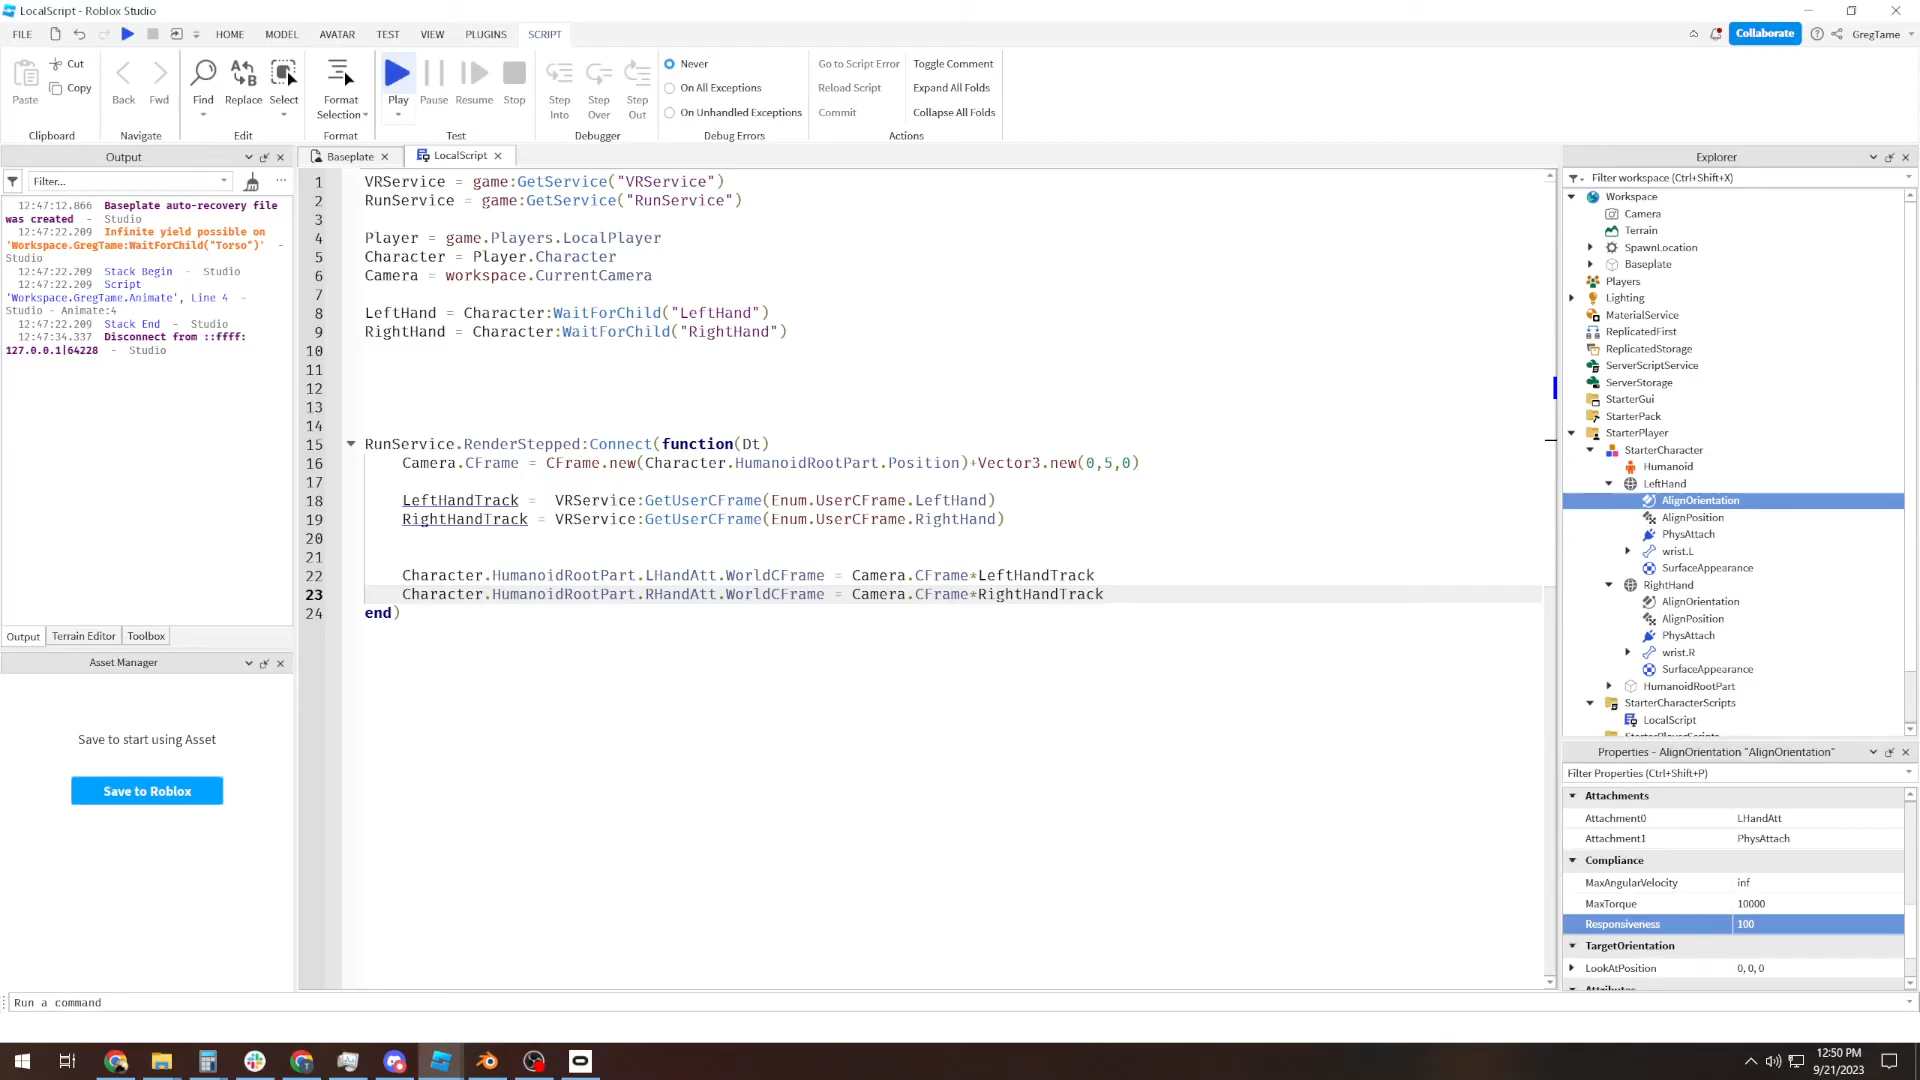 LocalScript - Roblox Studio
FILE HOME MODEL AVATAR TEST VIEW PLUGINS SCRIPT Collaborate GregTame
Paste Cut Copy Back Fwd Find Replace Select Format Selection Play Pause Resume Stop Step Into Step Over Step Out
Never
On All Exceptions
On Unhandled Exceptions
Go to Script Error Toggle Comment
Reload Script Expand All Folds
Commit Collapse All Folds
Clipboard Navigate Edit Format Test Debugger Debug Errors Actions
Output
Filter...
12:47:12.866 Baseplate auto-recovery file
was created - Studio
12:47:22.209 Infinite yield possible on
'Workspace.GregTame:WaitForChild("Torso")' -
Studio
12:47:22.209 Stack Begin - Studio
12:47:22.209 Script
'Workspace.GregTame.Animate', Line 4 -
Studio - Animate:4
12:47:22.209 Stack End - Studio
12:47:34.337 Disconnect from ::ffff:
127.0.0.1|64228 - Studio
Output Terrain Editor Toolbox
Asset Manager
Save to start using Asset
Save to Roblox
Baseplate LocalScript
1 VRService = game:GetService("VRService")
2 RunService = game:GetService("RunService")
3
4 Player = game.Players.LocalPlayer
5 Character = Player.Character
6 Camera = workspace.CurrentCamera
7
8 LeftHand = Character:WaitForChild("LeftHand")
9 RightHand = Character:WaitForChild("RightHand")
10
11
12
13
14
15 RunService.RenderStepped:Connect(function(Dt)
16 Camera.CFrame = CFrame.new(Character.HumanoidRootPart.Position)+Vector3.new(0,5,0)
17
18 LeftHandTrack = VRService:GetUserCFrame(Enum.UserCFrame.LeftHand)
19 RightHandTrack = VRService:GetUserCFrame(Enum.UserCFrame.RightHand)
20
21
22 Character.HumanoidRootPart.LHandAtt.WorldCFrame = Camera.CFrame*LeftHandTrack
23 Character.HumanoidRootPart.RHandAtt.WorldCFrame = Camera.CFrame*RightHandTrack
24 end)
Explorer
Filter workspace (Ctrl+Shift+X)
Workspace
Camera
Terrain
SpawnLocation
Baseplate
Players
Lighting
MaterialService
ReplicatedFirst
ReplicatedStorage
ServerScriptService
ServerStorage
StarterGui
StarterPack
StarterPlayer
StarterCharacter
Humanoid
LeftHand
AlignOrientation
AlignPosition
PhysAttach
wrist.L
SurfaceAppearance
RightHand
AlignOrientation
AlignPosition
PhysAttach
wrist.R
SurfaceAppearance
HumanoidRootPart
StarterCharacterScripts
LocalScript
Properties - AlignOrientation "AlignOrientation"
Filter Properties (Ctrl+Shift+P)
Attachments
Attachment0 LHandAtt
Attachment1 PhysAttach
Compliance
MaxAngularVelocity inf
MaxTorque 10000
Responsiveness 100
TargetOrientation
LookAtPosition 0, 0, 0
Run a command
12:50 PM
9/21/2023